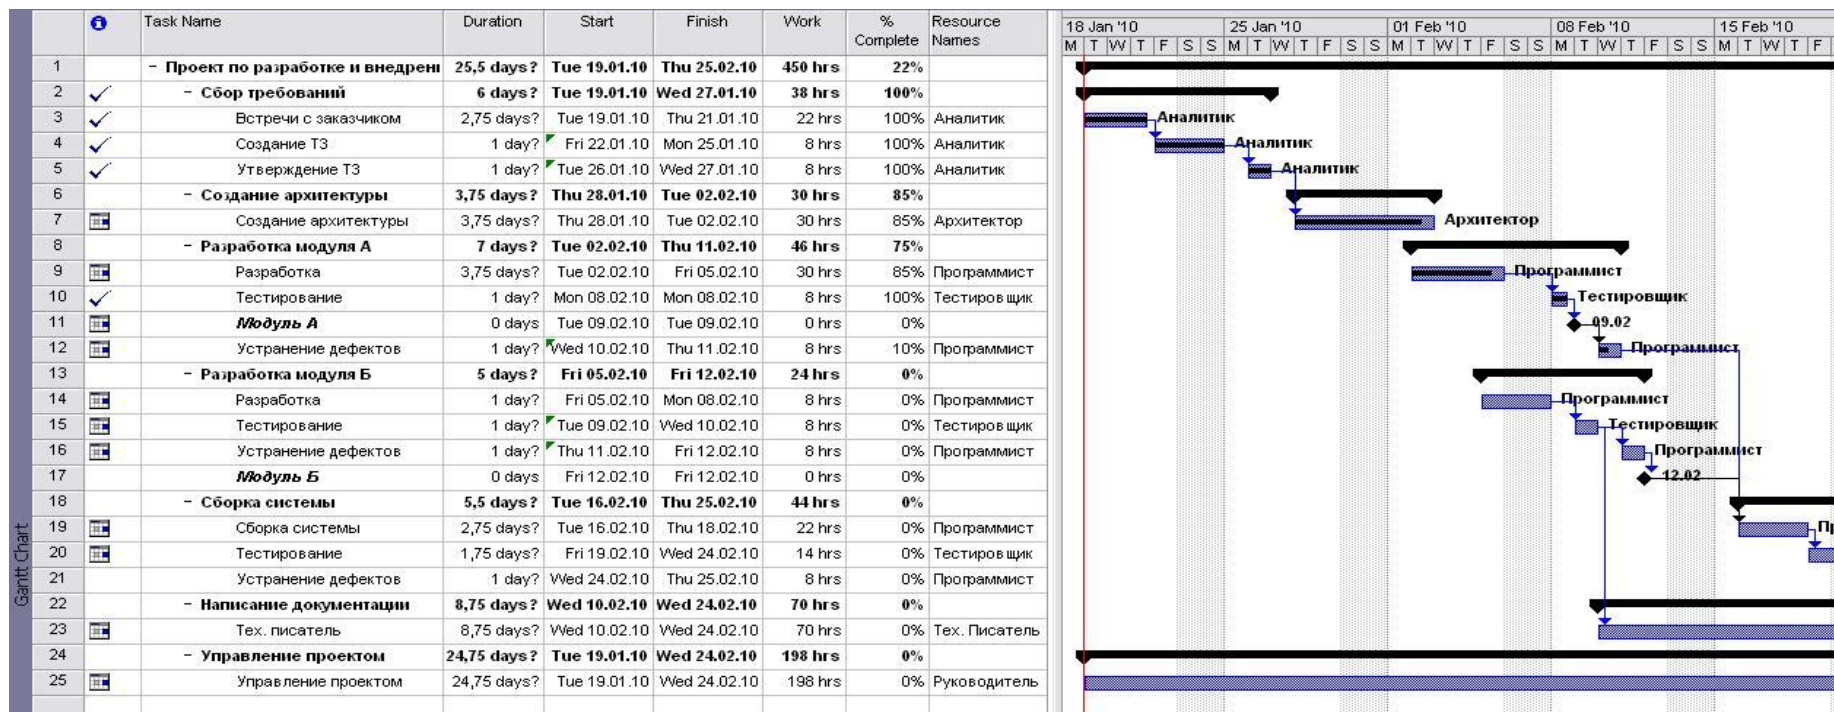 Task Name Duration Start Finish Work % Complete Resource Names
18 Jan '10 25 Jan '10 01 Feb '10 08 Feb '10 15 Feb '10
M T W T F S S M T W T F S S M T W T F S S M T W T F S S M T W T F
1 − Проект по разработке и внедрени 25,5 days? Tue 19.01.10 Thu 25.02.10 450 hrs 22%
2 − Сбор требований 6 days? Tue 19.01.10 Wed 27.01.10 38 hrs 100%
3 Встречи с заказчиком 2,75 days? Tue 19.01.10 Thu 21.01.10 22 hrs 100% Аналитик Аналитик
4 Создание ТЗ 1 day? Fri 22.01.10 Mon 25.01.10 8 hrs 100% Аналитик Аналитик
5 Утверждение ТЗ 1 day? Tue 26.01.10 Wed 27.01.10 8 hrs 100% Аналитик Аналитик
6 − Создание архитектуры 3,75 days? Thu 28.01.10 Tue 02.02.10 30 hrs 85%
7 Создание архитектуры 3,75 days? Thu 28.01.10 Tue 02.02.10 30 hrs 85% Архитектор Архитектор
8 − Разработка модуля А 7 days? Tue 02.02.10 Thu 11.02.10 46 hrs 75%
9 Разработка 3,75 days? Tue 02.02.10 Fri 05.02.10 30 hrs 85% Программист Программист
10 Тестирование 1 day? Mon 08.02.10 Mon 08.02.10 8 hrs 100% Тестировщик Тестировщик
11 Модуль А 0 days Tue 09.02.10 Tue 09.02.10 0 hrs 0% 09.02
12 Устранение дефектов 1 day? Wed 10.02.10 Thu 11.02.10 8 hrs 10% Программист Программист
13 − Разработка модуля Б 5 days? Fri 05.02.10 Fri 12.02.10 24 hrs 0%
14 Разработка 1 day? Fri 05.02.10 Mon 08.02.10 8 hrs 0% Программист Программист
15 Тестирование 1 day? Tue 09.02.10 Wed 10.02.10 8 hrs 0% Тестировщик Тестировщик
16 Устранение дефектов 1 day? Thu 11.02.10 Fri 12.02.10 8 hrs 0% Программист Программист
17 Модуль Б 0 days Fri 12.02.10 Fri 12.02.10 0 hrs 0% 12.02
18 − Сборка системы 5,5 days? Tue 16.02.10 Thu 25.02.10 44 hrs 0%
19 Сборка системы 2,75 days? Tue 16.02.10 Thu 18.02.10 22 hrs 0% Программист Пр
20 Тестирование 1,75 days? Fri 19.02.10 Wed 24.02.10 14 hrs 0% Тестировщик
21 Устранение дефектов 1 day? Wed 24.02.10 Thu 25.02.10 8 hrs 0% Программист
22 − Написание документации 8,75 days? Wed 10.02.10 Wed 24.02.10 70 hrs 0%
23 Тех. писатель 8,75 days? Wed 10.02.10 Wed 24.02.10 70 hrs 0% Тех. Писатель
24 − Управление проектом 24,75 days? Tue 19.01.10 Wed 24.02.10 198 hrs 0%
25 Управление проектом 24,75 days? Tue 19.01.10 Wed 24.02.10 198 hrs 0% Руководитель
Gantt Chart